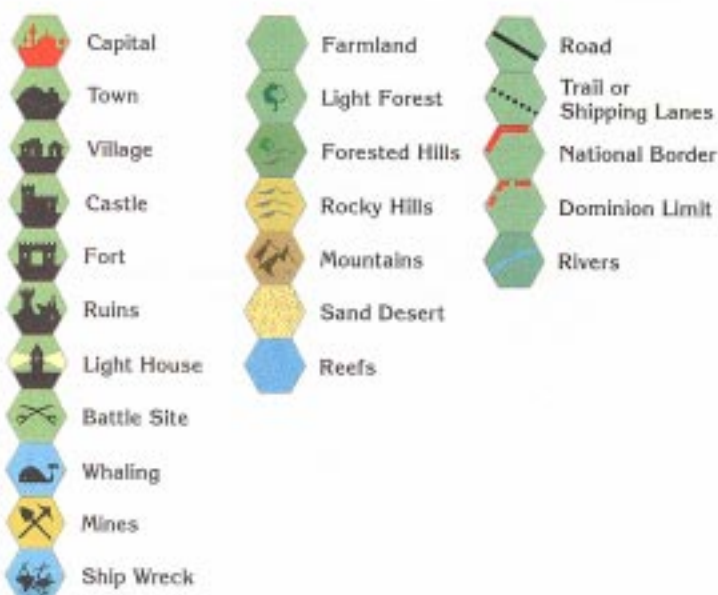 Capital
Town
Village
Castle
Fort
Ruins
Light House
Battle Site
Whaling
Mines
Ship Wreck
Farmland
Light Forest
Forested Hills
Rocky Hills
Mountains
Sand Desert
Reefs
Road
Trail or
Shipping Lanes
National Border
Dominion Limit
Rivers